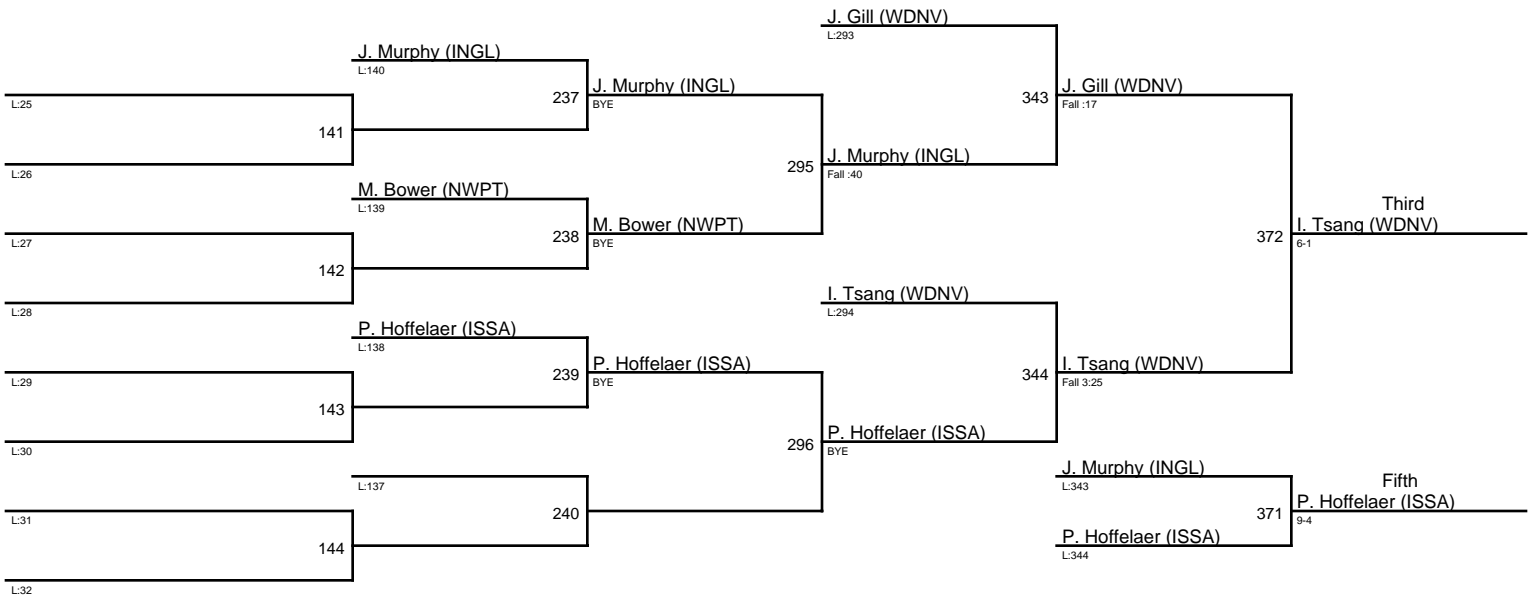 J. Gill (WDNV)
L:293
J. Murphy (INGL)
L:140
237
J. Murphy (INGL)
BYE
343
J. Gill (WDNV)
Fall :17
L:25
141
L:26
295
J. Murphy (INGL)
Fall :40
M. Bower (NWPT)
L:139
238
M. Bower (NWPT)
BYE
L:27
142
L:28
372
Third
I. Tsang (WDNV)
6-1
I. Tsang (WDNV)
L:294
P. Hoffelaer (ISSA)
L:138
239
P. Hoffelaer (ISSA)
BYE
344
I. Tsang (WDNV)
Fall 3:25
L:29
143
L:30
296
P. Hoffelaer (ISSA)
BYE
L:137
240
L:31
144
L:32
J. Murphy (INGL)
L:343
371
P. Hoffelaer (ISSA)
L:344
Fifth
P. Hoffelaer (ISSA)
9-4